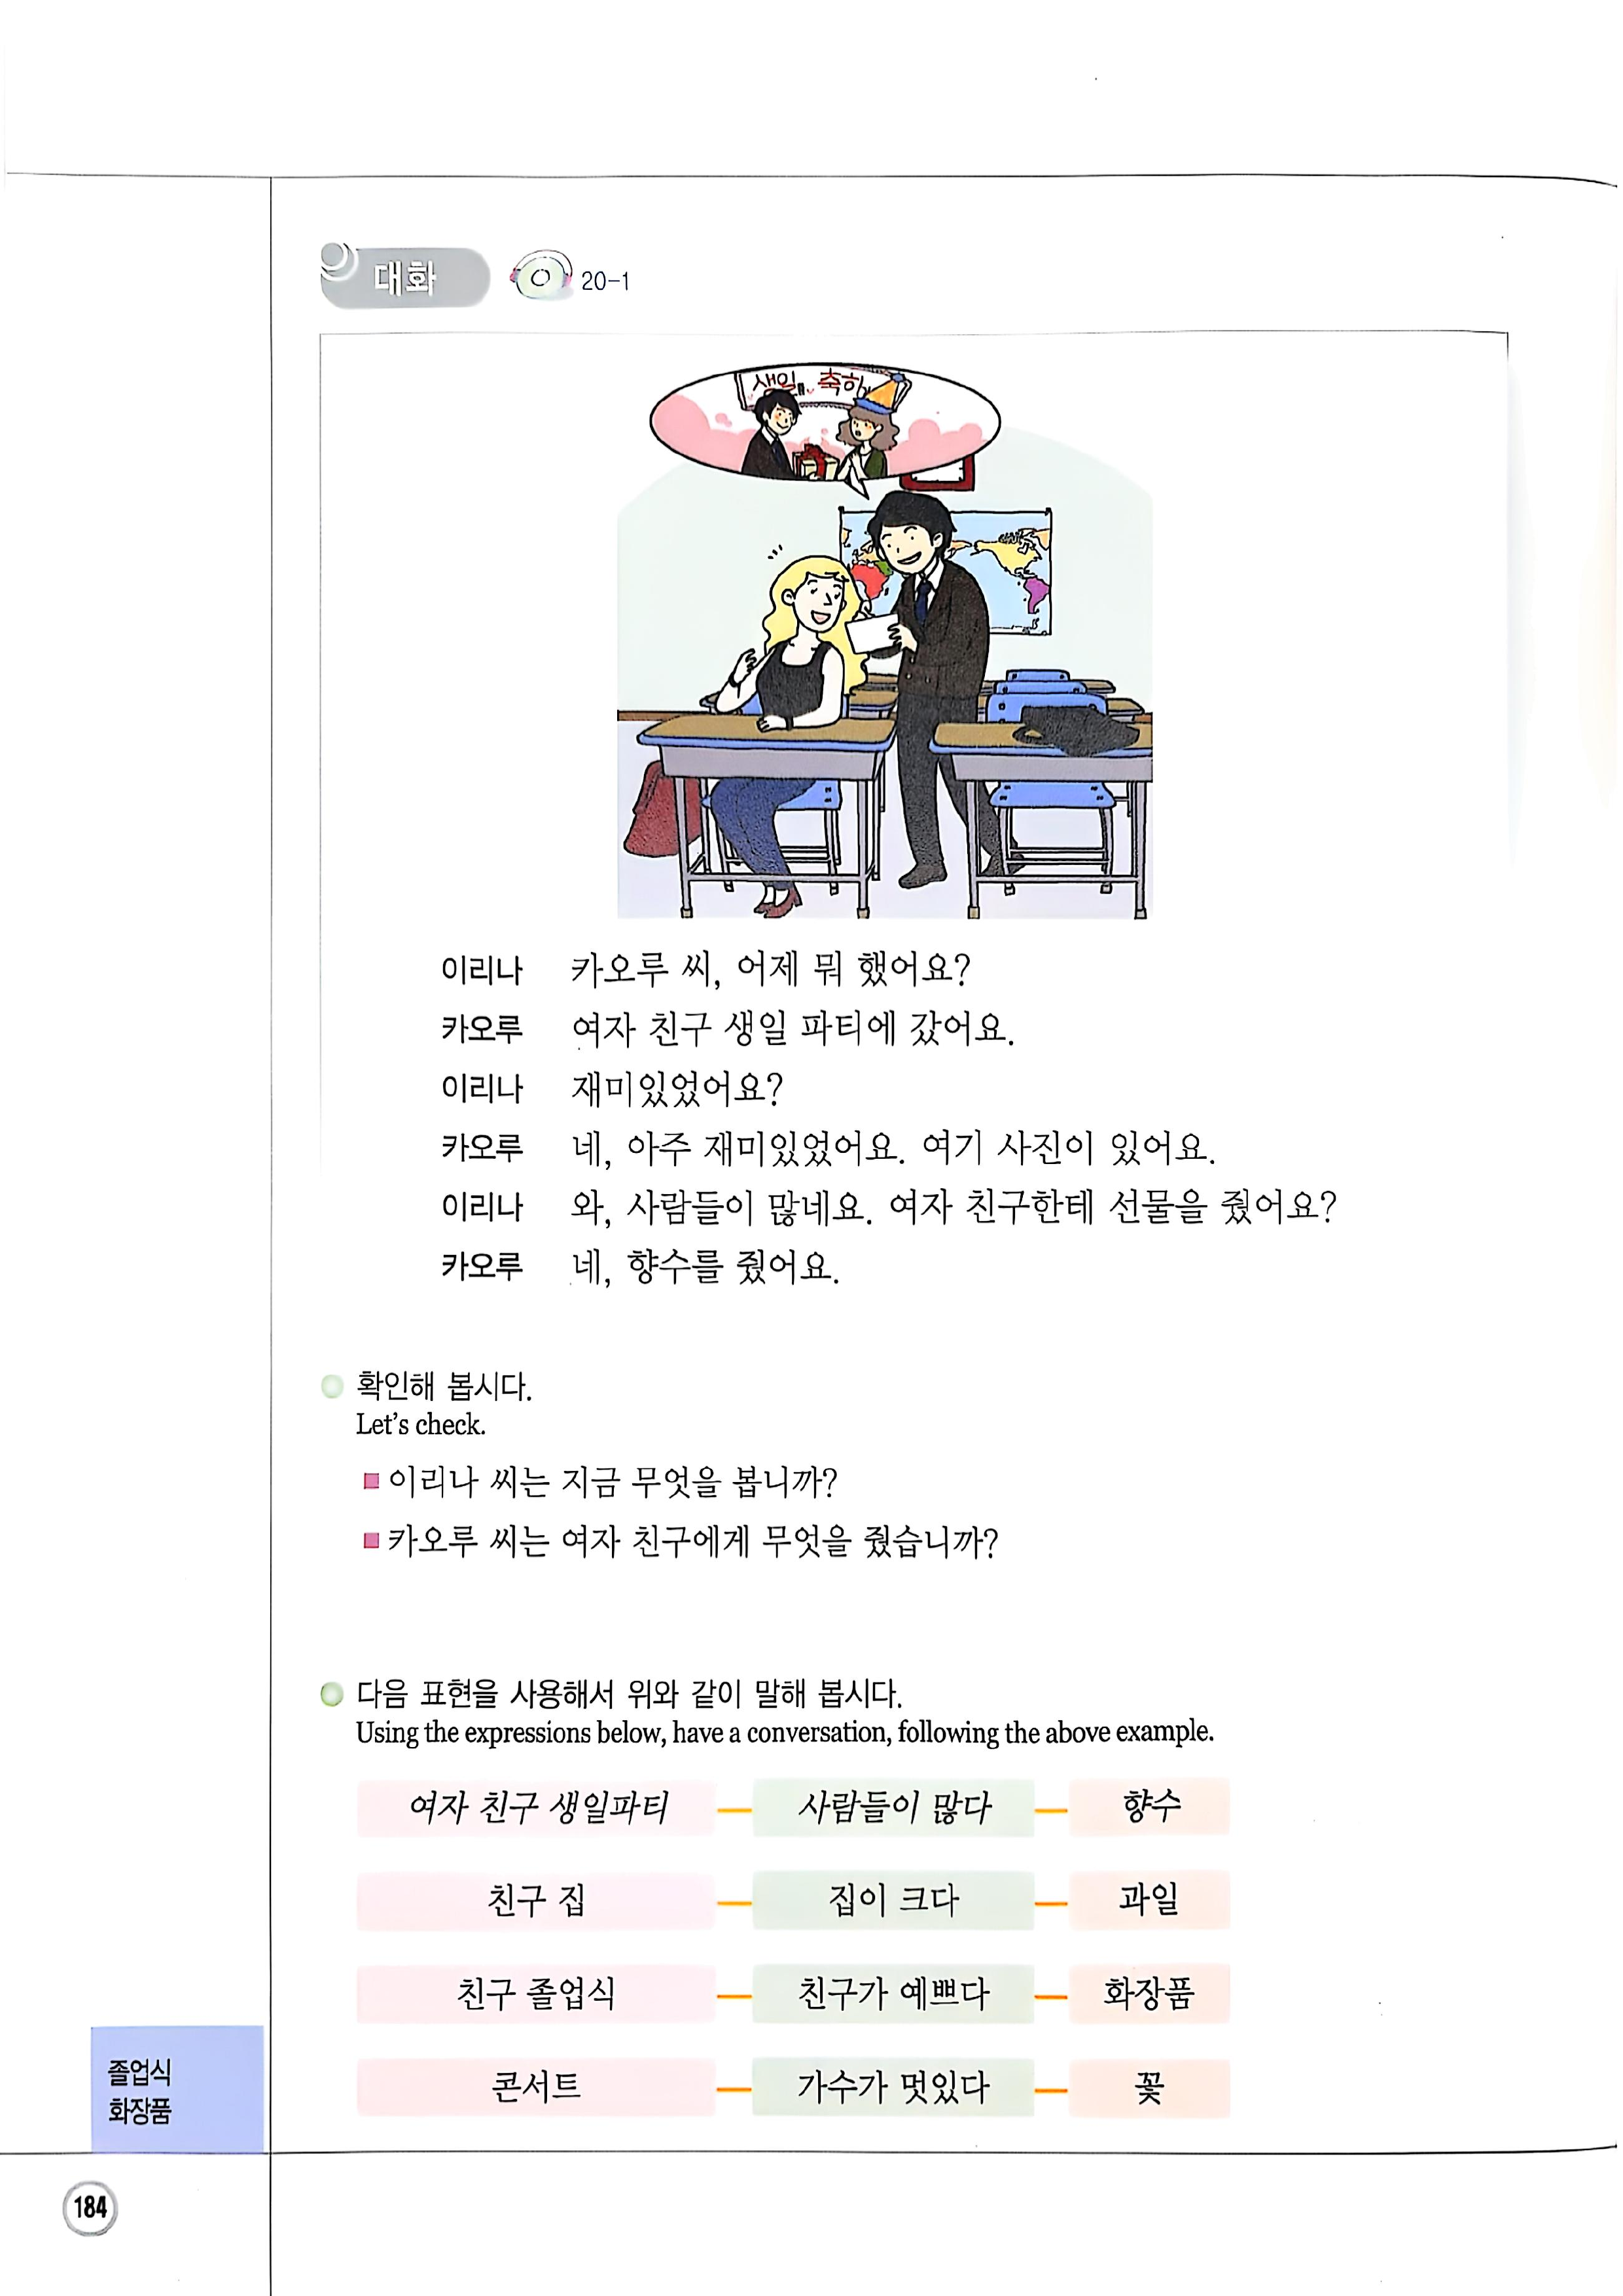 대화
20-1
생일 축하
이리나 카오루 씨, 어제 뭐 했어요?
카오루 여자 친구 생일 파티에 갔어요.
이리나 재미있었어요?
카오루 네, 아주 재미있었어요. 여기 사진이 있어요.
이리나 와, 사람들이 많네요. 여자 친구한테 선물을 줬어요?
카오루 네, 향수를 줬어요.
확인해 봅시다.
Let's check.
이리나 씨는 지금 무엇을 봅니까?
카오루 씨는 여자 친구에게 무엇을 줬습니까?
다음 표현을 사용해서 위와 같이 말해 봅시다.
Using the expressions below, have a conversation, following the above example.
여자 친구 생일파티 사람들이 많다 향수
친구 집 집이 크다 과일
친구 졸업식 친구가 예쁘다 화장품
콘서트 가수가 멋있다 꽃
졸업식
화장품
184